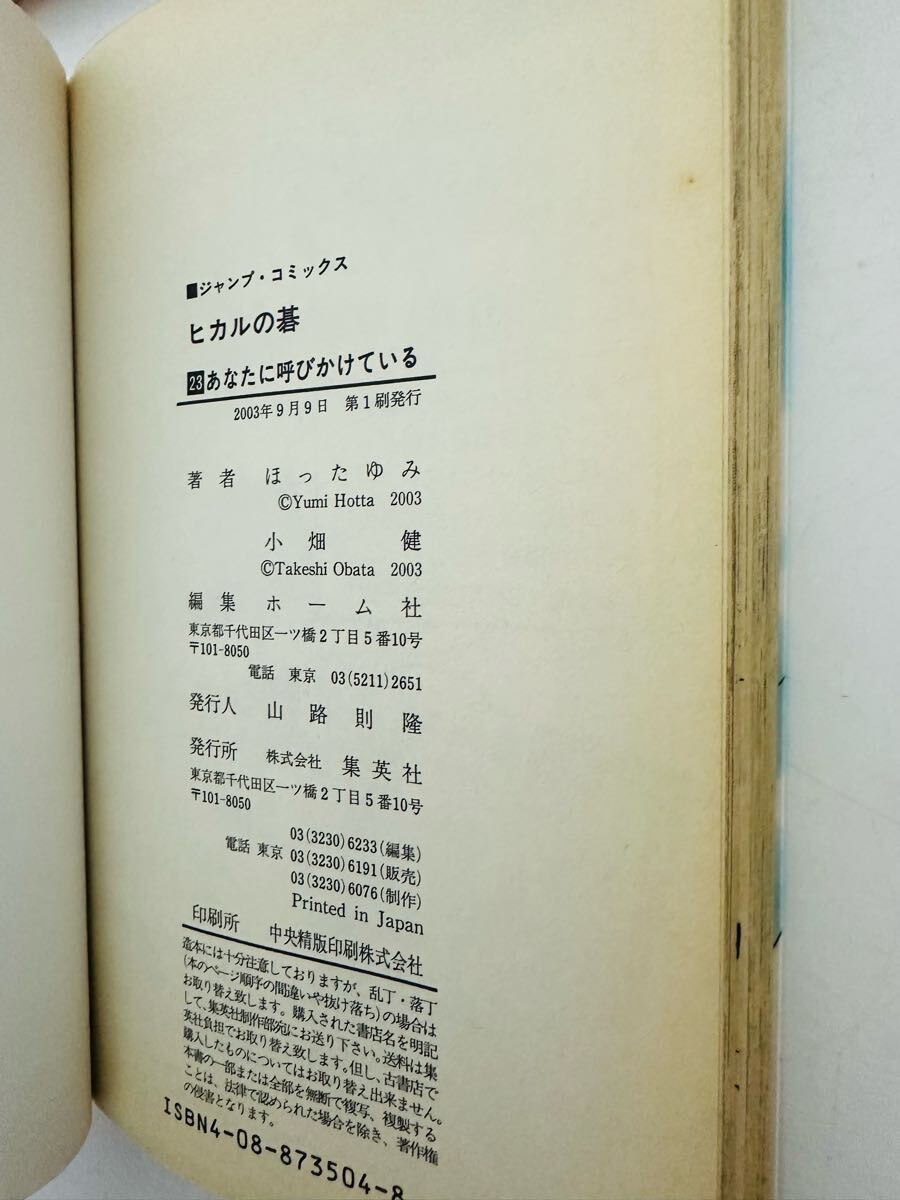 ■ジャンプ・コミックス
ヒカルの碁
23あなたに呼びかけている
2003年9月9日 第1刷発行
著者 ほったゆみ
©Yumi Hotta 2003
小畑 健
©Takeshi Obata 2003
編集 ホーム社
東京都千代田区一ツ橋2丁目5番10号
〒101-8050
電話 東京 03(5211)2651
発行人 山路則隆
発行所 株式会社 集英社
東京都千代田区一ツ橋2丁目5番10号
〒101-8050
03(3230)6233(編集)
電話 東京 03(3230)6191(販売)
03(3230)6076(制作)
Printed in Japan
印刷所 中央精版印刷株式会社
造本には十分注意しておりますが、乱丁・落丁
(本のページ順序の間違いや抜け落ち)の場合は
お取り替え致します。購入された書店名を明記
して、集英社制作部宛にお送り下さい。送料は集
英社負担でお取り替え致します。但し、古書店で
購入したものについてはお取り替え出来ません。
本書の一部または全部を無断で複写、複製する
ことは、法律で認められた場合を除き、著作権
の侵害となります。
ISBN4-08-873504-8